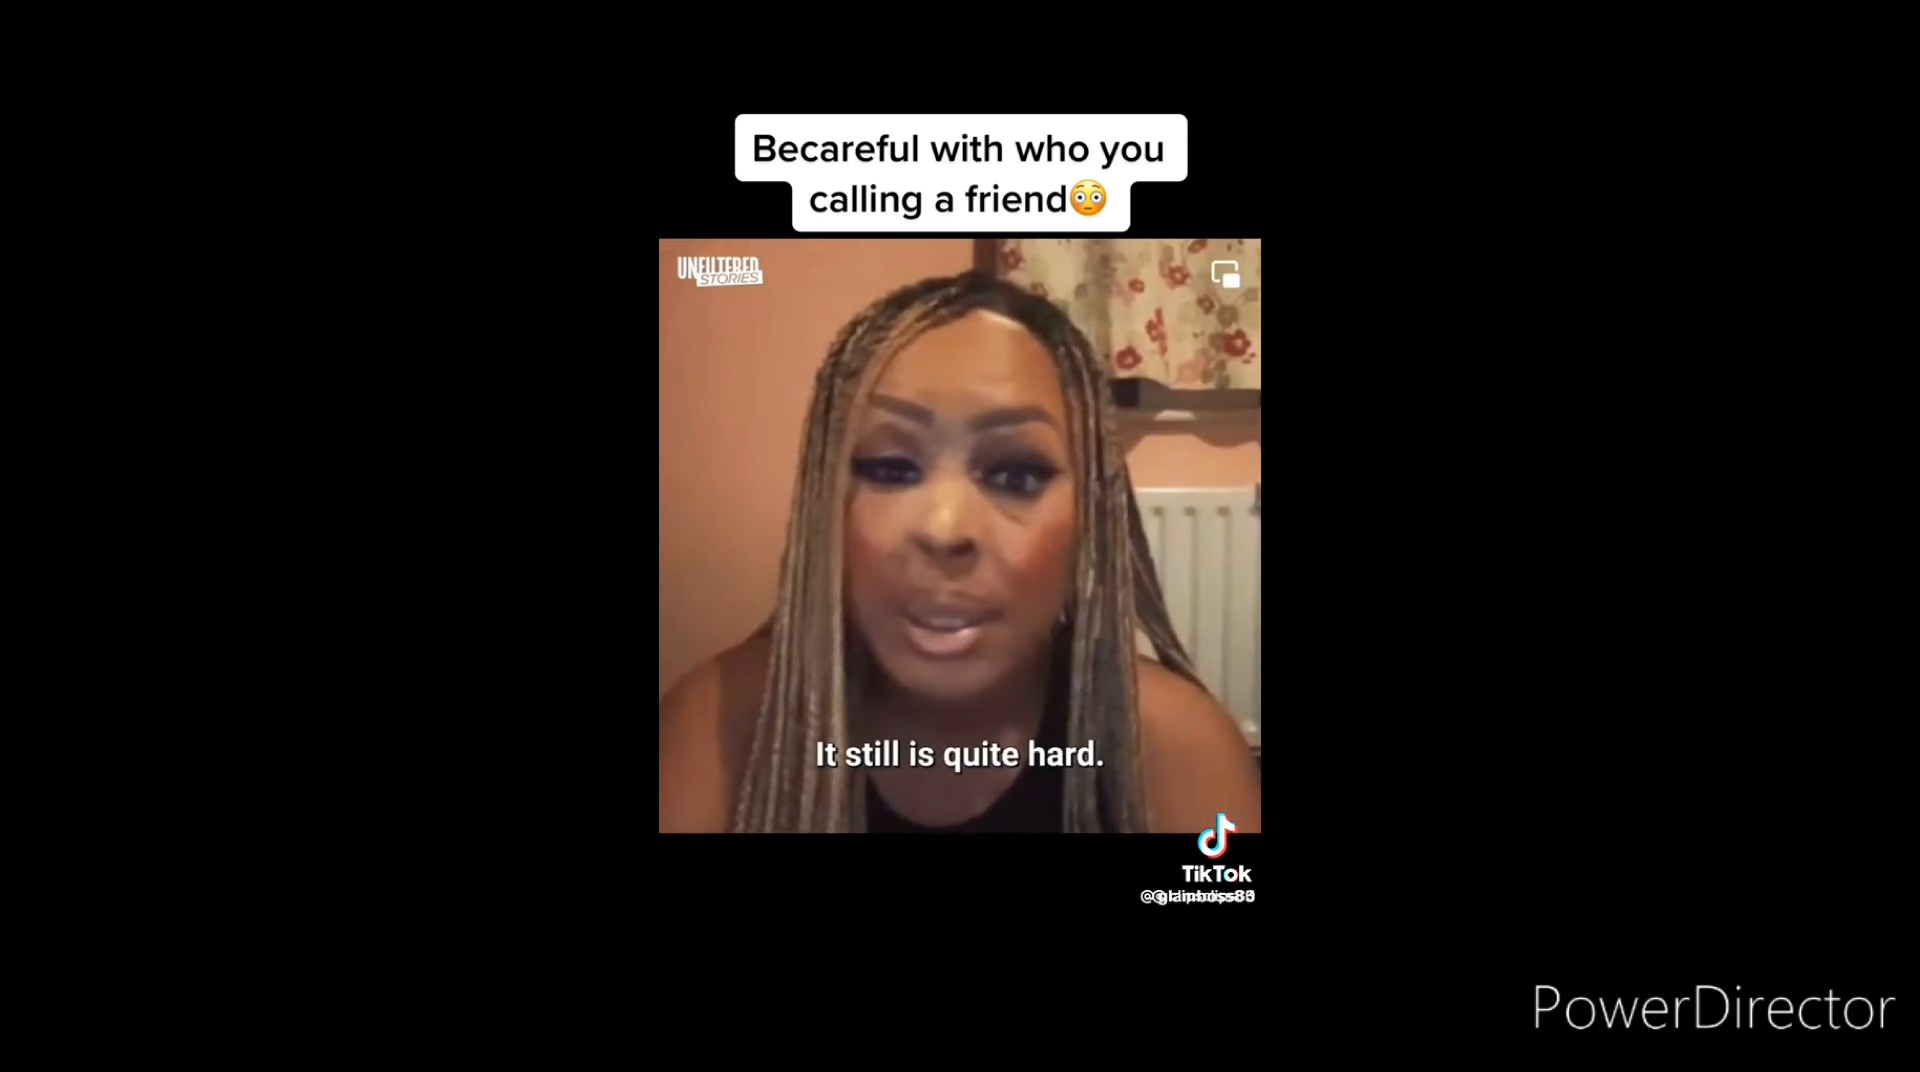 Becareful with who you
calling a friend😳
UNFILTERED
STORIES
It still is quite hard.
TikTok
PowerDirector